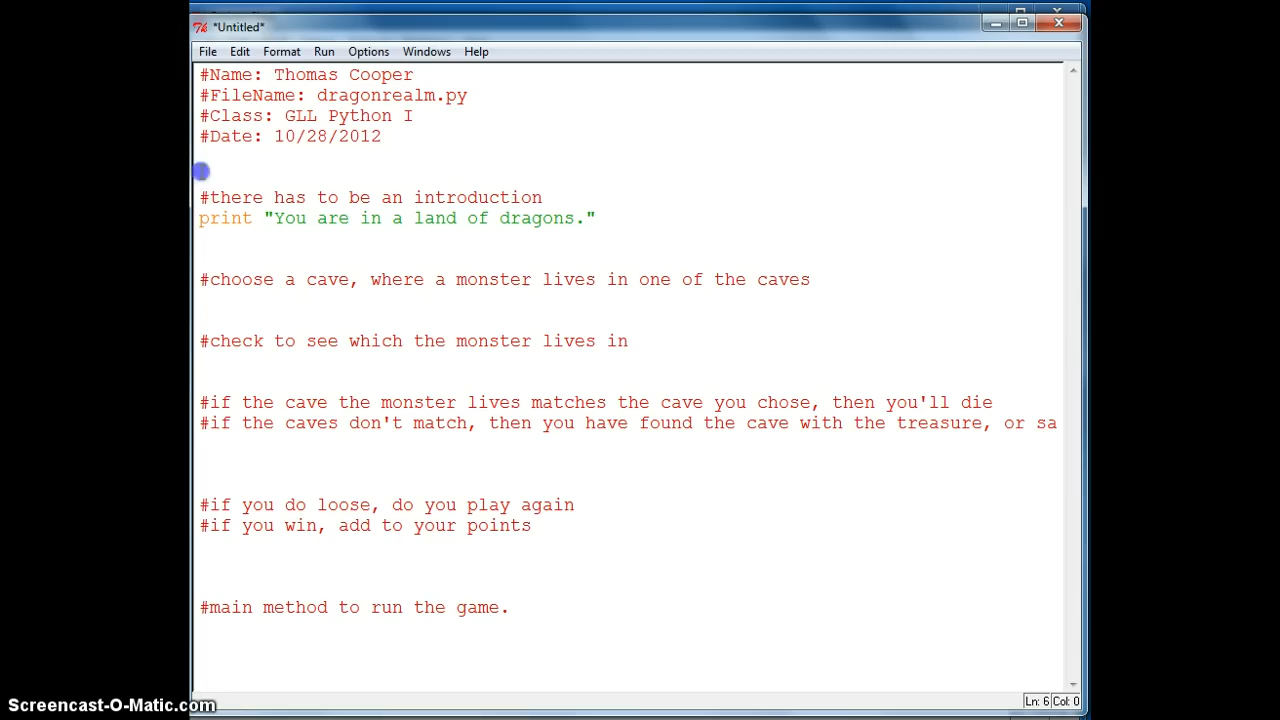 *Untitled*
File Edit Format Run Options Windows Help
#Name: Thomas Cooper
#FileName: dragonrealm.py
#Class: GLL Python I
#Date: 10/28/2012
#there has to be an introduction
print "You are in a land of dragons."
#choose a cave, where a monster lives in one of the caves
#check to see which the monster lives in
#if the cave the monster lives matches the cave you chose, then you'll die
#if the caves don't match, then you have found the cave with the treasure, or sa
#if you do loose, do you play again
#if you win, add to your points
#main method to run the game.
Ln: 6 Col: 0
Screencast-O-Matic.com